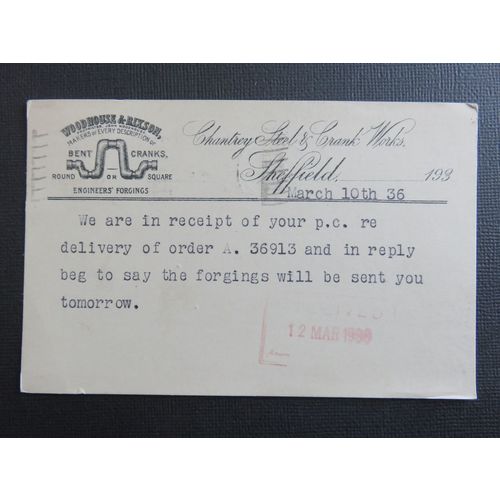 WOODHOUSE & RIXSON,
MAKERS OF EVERY DESCRIPTION OF
BENT CRANKS.
ROUND OR SQUARE
ENGINEERS' FORGINGS
Chantrey Steel & Crank Works.
Sheffield, 193
March 10th 36
We are in receipt of your p.c. re
delivery of order A. 36913 and in reply
beg to say the forgings will be sent you
tomorrow.
12 MAR 1936